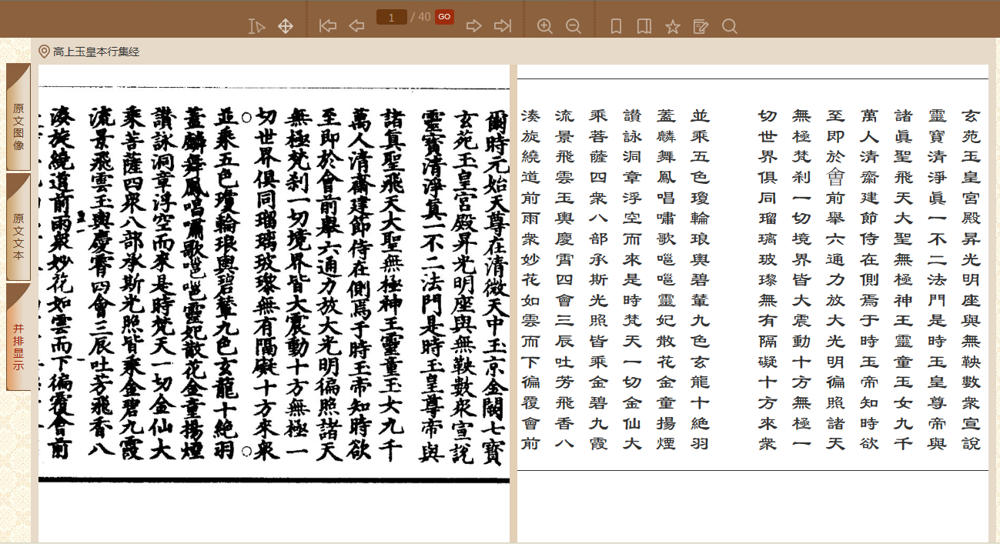 1 / 40 GO
高上玉皇本行集经
原文图像
原文文本
并排显示
爾時元始天尊在清微天中玉京金闕七寶
玄苑玉皇宮殿昇光明座與無鞅數衆宣說
靈寶清淨眞一不二法門是時玉皇尊帝與
諸眞聖飛天大聖無極神王靈童玉女九千
萬人清齋建節侍在側焉于時玉帝知時欲
至即於會前舉六通力放大光明徧照諸天
無極梵刹一切境界皆大震動十方無極一
切世界俱同瑠璃玻瓈無有隔礙十方來衆
並乘五色瓊輪琅輿碧輦九色玄龍十絕羽
蓋麟舞鳳唱嘯歌嗈嗈靈妃散花金童揚煙
讚詠洞章浮空而來是時梵天一切金仙大
乘菩薩四衆八部承斯光照皆乘金碧九霞
流景飛雲玉輿慶霄四會三辰吐芳飛香八
湊旋繞道前雨衆妙花如雲而下徧覆會前
玄苑玉皇宮殿昇光明座與無鞅數衆宣說
靈寶清淨眞一不二法門是時玉皇尊帝與
諸眞聖飛天大聖無極神王靈童玉女九千
萬人清齋建節侍在側焉于時玉帝知時欲
至即於會前舉六通力放大光明徧照諸天
無極梵刹一切境界皆大震動十方無極一
切世界俱同瑠璃玻瓈無有隔礙十方來衆
並乘五色瓊輪琅輿碧輦九色玄龍十絕羽
蓋麟舞鳳唱嘯歌嗈嗈靈妃散花金童揚煙
讚詠洞章浮空而來是時梵天一切金仙大
乘菩薩四衆八部承斯光照皆乘金碧九霞
流景飛雲玉輿慶霄四會三辰吐芳飛香八
湊旋繞道前雨衆妙花如雲而下徧覆會前